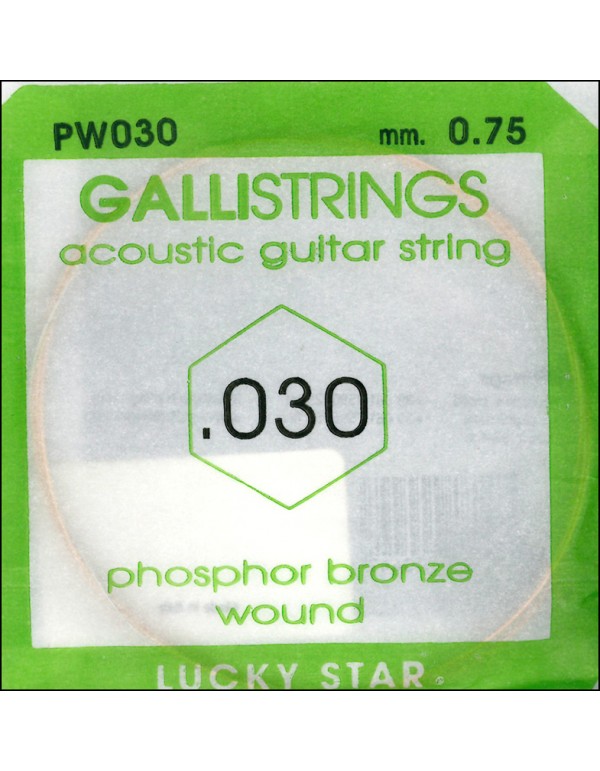 PW030 mm. 0.75
GALLISTRINGS
acoustic guitar string
.030
phosphor bronze
wound
LUCKY STAR®